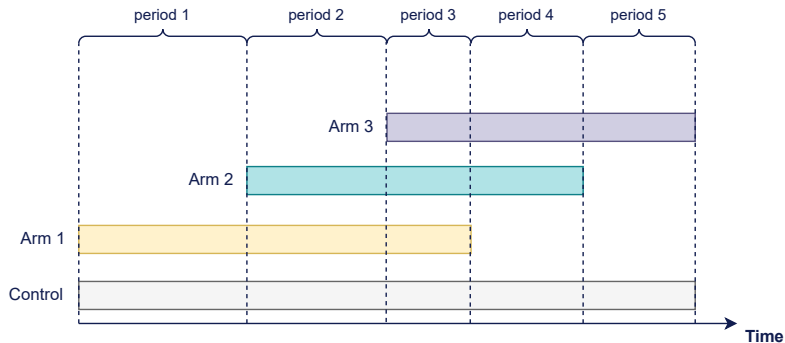 period 1
period 2
period 3
period 4
period 5
Arm 3
Arm 2
Arm 1
Control
Time